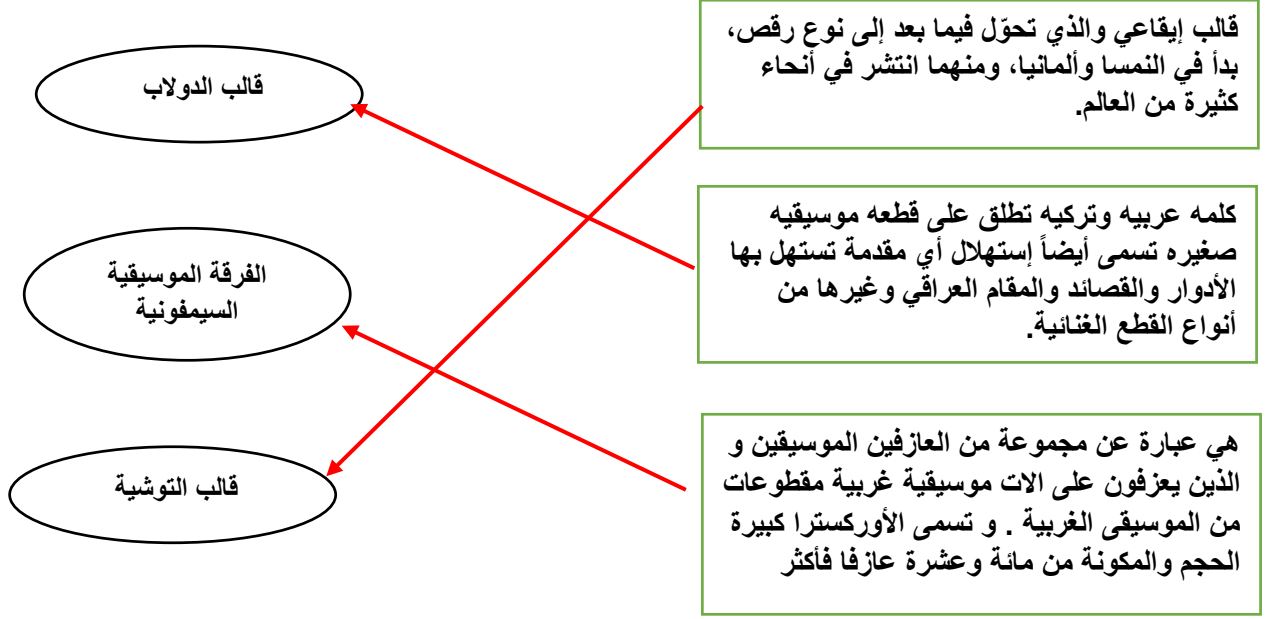 قالب إيقاعي والذي تحوّل فيما بعد إلى نوع رقص،
بدأ في النمسا وألمانيا، ومنهما انتشر في أنحاء
كثيرة من العالم.
قالب الدولاب
كلمه عربيه وتركيه تطلق على قطعه موسيقيه
صغيره تسمى أيضاً إستهلال أي مقدمة تستهل بها
الأدوار والقصائد والمقام العراقي وغيرها من
أنواع القطع الغنائية.
الفرقة الموسيقية
السيمفونية
هي عبارة عن مجموعة من العازفين الموسيقين و
الذين يعزفون على الات موسيقية غربية مقطوعات
من الموسيقى الغربية . و تسمى الأوركسترا كبيرة
الحجم والمكونة من مائة وعشرة عازفا فأكثر
قالب التوشية